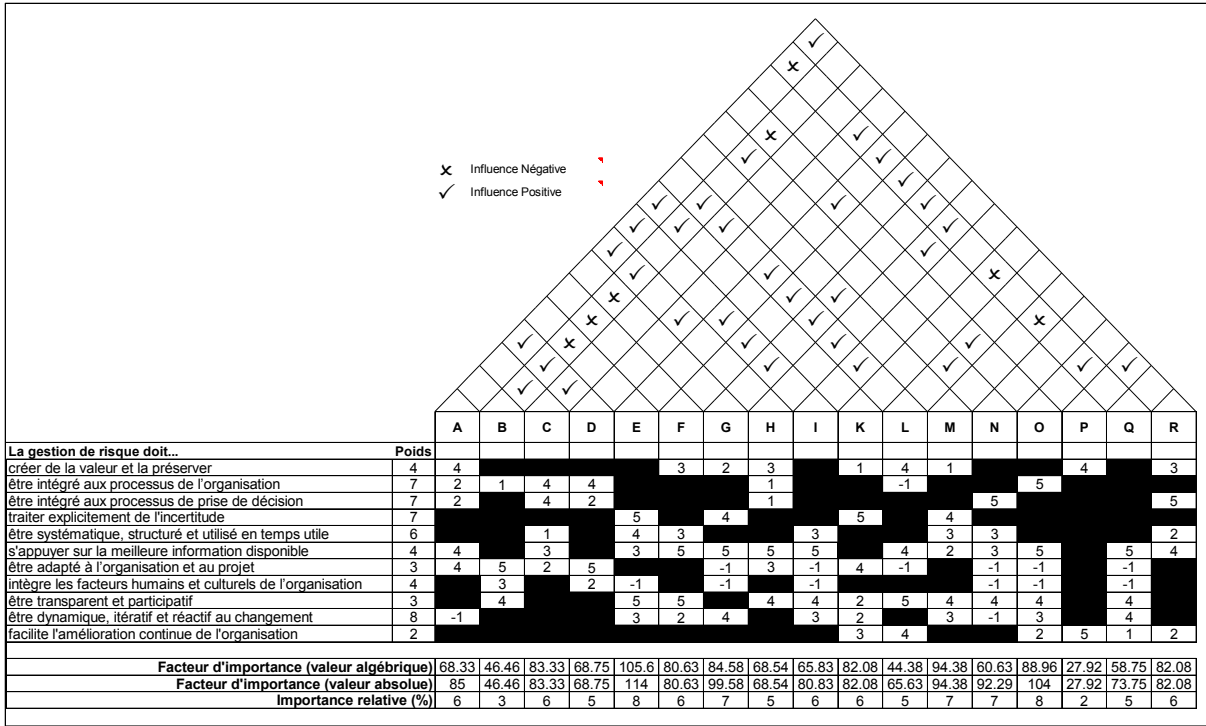 Influence Négative
Influence Positive
A B C D E F G H I K L M N O P Q R
La gestion de risque doit... Poids
créer de la valeur et la préserver 4 4 3 2 3 1 4 1 4 3
être intégré aux processus de l'organisation 7 2 1 4 4 1 -1 5
être intégré aux processus de prise de décision 7 2 4 2 1 5 5
traiter explicitement de l'incertitude 7 5 4 5 4
être systématique, structuré et utilisé en temps utile 6 1 4 3 3 3 3 2
s'appuyer sur la meilleure information disponible 4 4 3 3 5 5 5 5 4 2 3 5 5 4
être adapté à l'organisation et au projet 3 4 5 2 5 -1 3 -1 4 -1 -1 -1 -1
intègre les facteurs humains et culturels de l'organisation 4 3 2 -1 -1 -1 -1 -1 -1
être transparent et participatif 3 4 5 5 4 4 2 5 4 4 4 4
être dynamique, itératif et réactif au changement 8 -1 3 2 4 3 2 3 -1 3 4
facilite l'amélioration continue de l'organisation 2 3 4 2 5 1 2
Facteur d'importance (valeur algébrique) 68.33 46.46 83.33 68.75 105.6 80.63 84.58 68.54 65.83 82.08 44.38 94.38 60.63 88.96 27.92 58.75 82.08
Facteur d'importance (valeur absolue) 85 46.46 83.33 68.75 114 80.63 99.58 68.54 80.83 82.08 65.63 94.38 92.29 104 27.92 73.75 82.08
Importance relative (%) 6 3 6 5 8 6 7 5 6 6 5 7 7 8 2 5 6